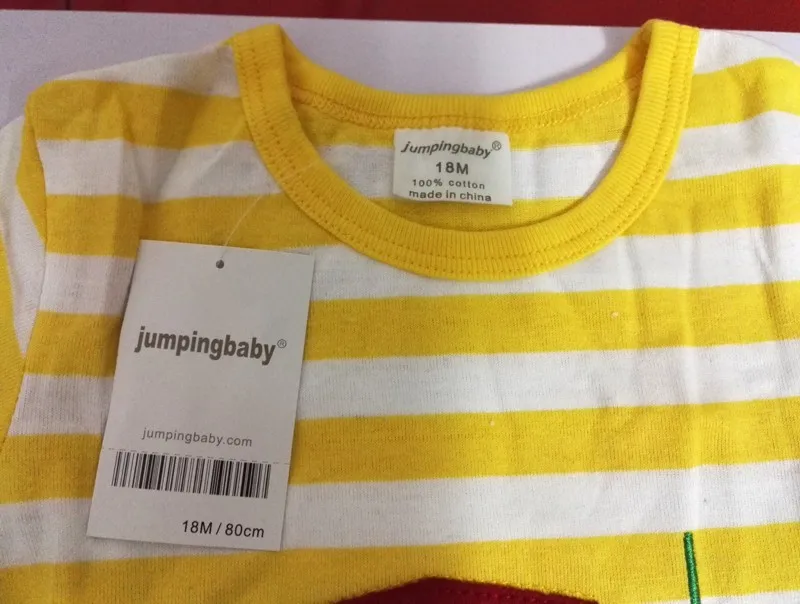 jumpingbaby®
18M
100% cotton
made in china
jumpingbaby®
jumpingbaby.com
18M / 80cm